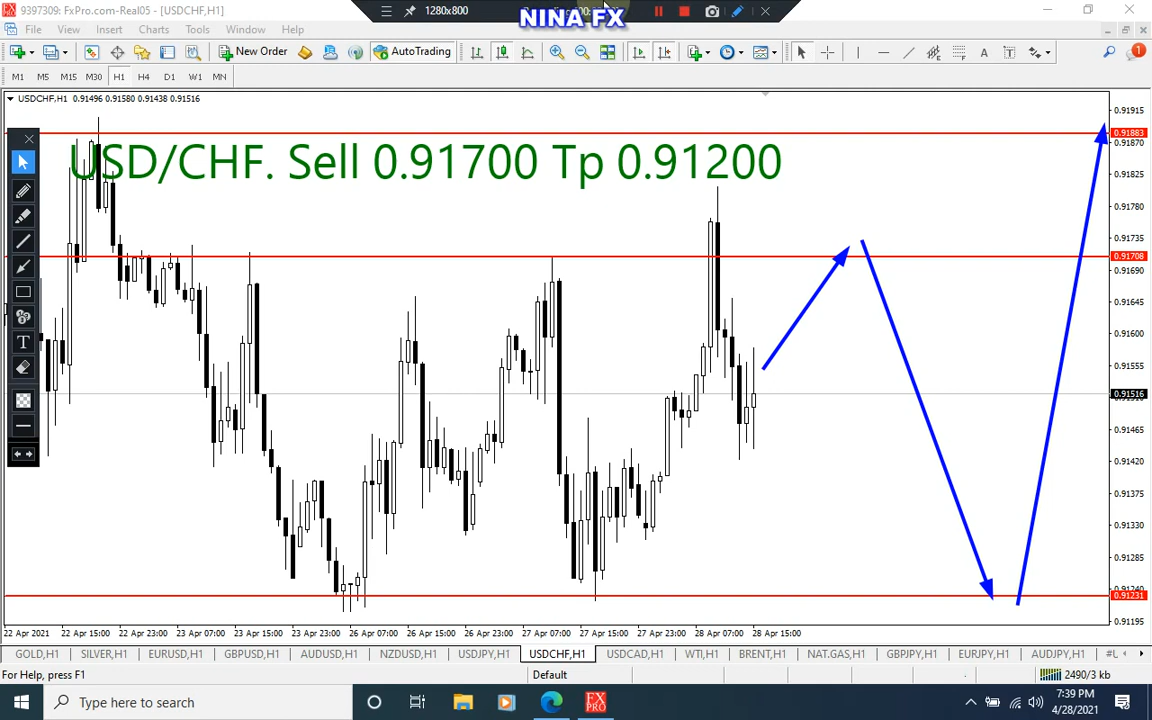 9397309: FxPro.com-Real05 - [USDCHF,H1]
1280x800
NINA FX
File View Insert Charts Tools Window Help
New Order
AutoTrading
1
M1 M5 M15 M30 H1 H4 D1 W1 MN
USDCHF,H1 0.91496 0.91580 0.91438 0.91516
USD/CHF. Sell 0.91700 Tp 0.91200
0.91915
0.91883
0.91870
0.91825
0.91780
0.91735
0.91708
0.91690
0.91645
0.91600
0.91555
0.91516
0.91465
0.91420
0.91375
0.91330
0.91285
0.91240
0.91231
0.91195
22 Apr 2021 22 Apr 15:00 22 Apr 23:00 23 Apr 07:00 23 Apr 15:00 23 Apr 23:00 26 Apr 07:00 26 Apr 15:00 26 Apr 23:00 27 Apr 07:00 27 Apr 15:00 27 Apr 23:00 28 Apr 07:00 28 Apr 15:00
GOLD,H1 SILVER,H1 EURUSD,H1 GBPUSD,H1 AUDUSD,H1 NZDUSD,H1 USDJPY,H1 USDCHF,H1 USDCAD,H1 WTI,H1 BRENT,H1 NAT.GAS,H1 GBPJPY,H1 EURJPY,H1 AUDJPY,H1
For Help, press F1
Default
2490/3 kb
Type here to search
FX PRO
7:39 PM
4/28/2021